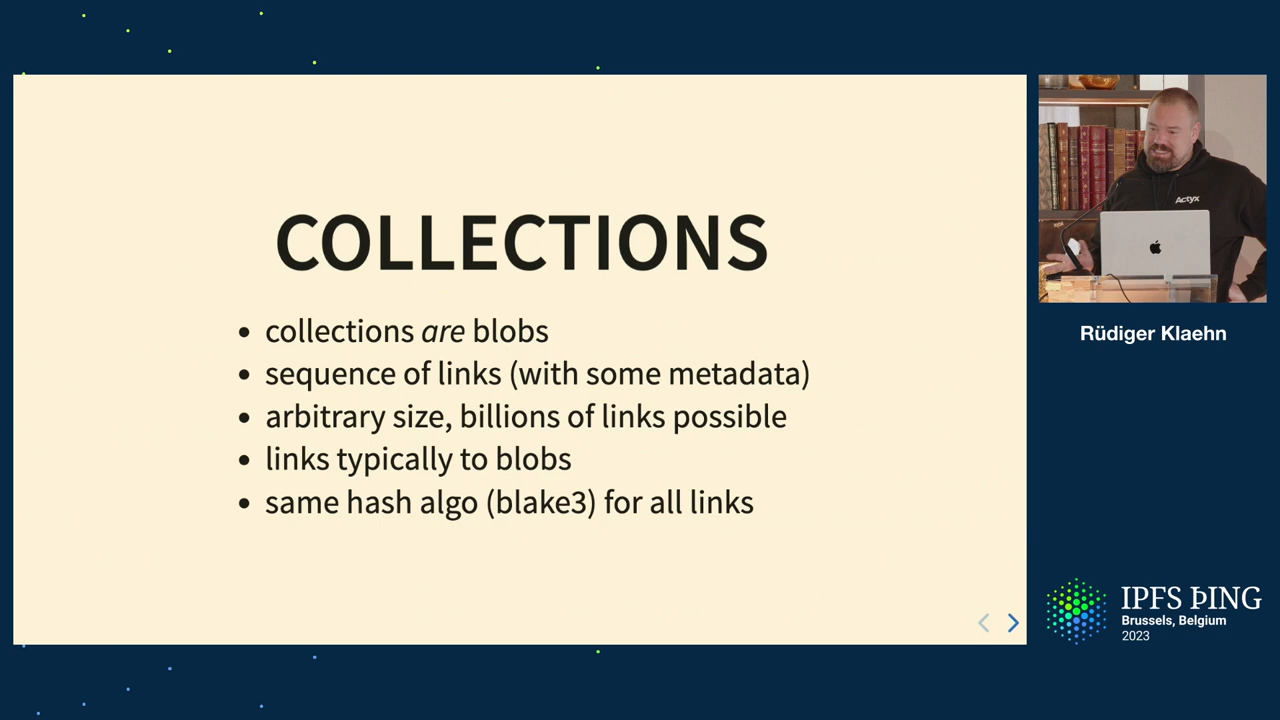 COLLECTIONS
• collections are blobs
• sequence of links (with some metadata)
• arbitrary size, billions of links possible
• links typically to blobs
• same hash algo (blake3) for all links
Actyx
Rüdiger Klaehn
IPFS ÞING
Brussels, Belgium
2023